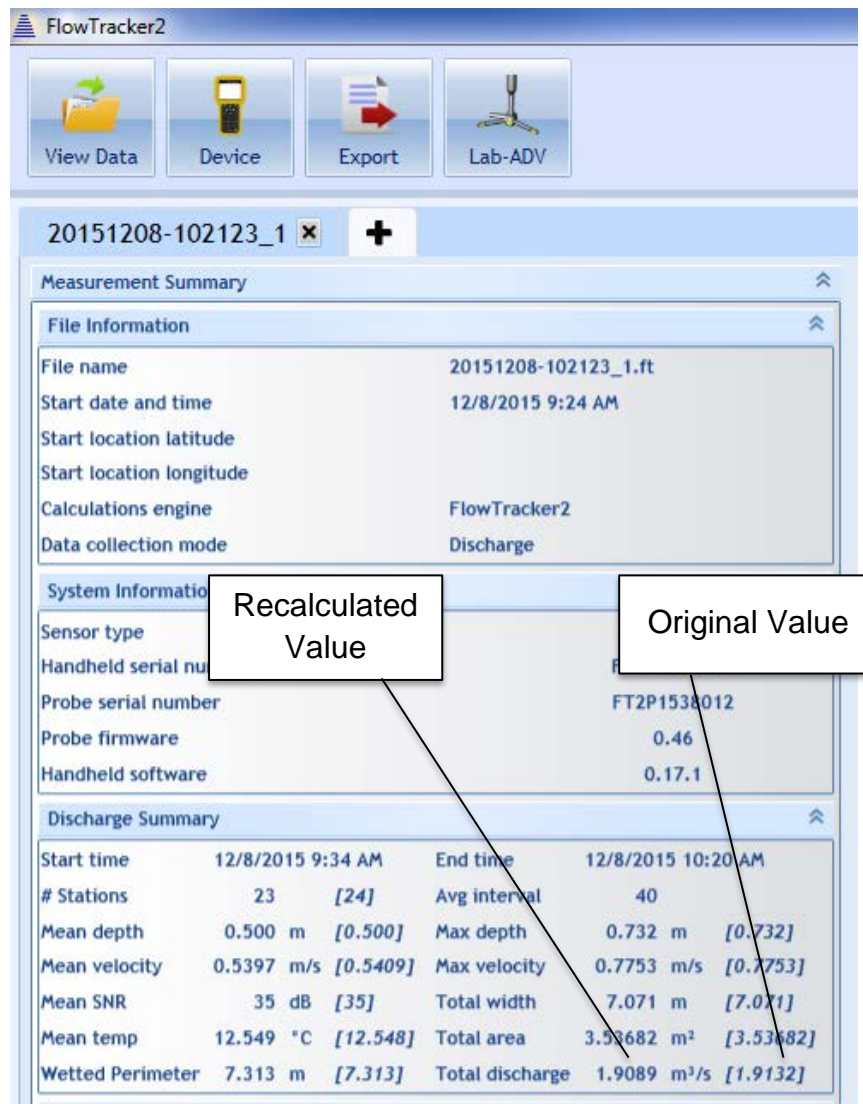 FlowTracker2
View Data Device Export Lab-ADV
20151208-102123_1
Measurement Summary
File Information
File name 20151208-102123_1.ft
Start date and time 12/8/2015 9:24 AM
Start location latitude
Start location longitude
Calculations engine FlowTracker2
Data collection mode Discharge
System Informatio
Recalculated
Value
Original Value
Sensor type
Handheld serial nu
Probe serial number FT2P1538012
Probe firmware 0.46
Handheld software 0.17.1
Discharge Summary
Start time 12/8/2015 9:34 AM End time 12/8/2015 10:20 AM
# Stations 23 [24] Avg interval 40
Mean depth 0.500 m [0.500] Max depth 0.732 m [0.732]
Mean velocity 0.5397 m/s [0.5409] Max velocity 0.7753 m/s [0.7753]
Mean SNR 35 dB [35] Total width 7.071 m [7.071]
Mean temp 12.549 °C [12.548] Total area 3.53682 m² [3.53682]
Wetted Perimeter 7.313 m [7.313] Total discharge 1.9089 m³/s [1.9132]